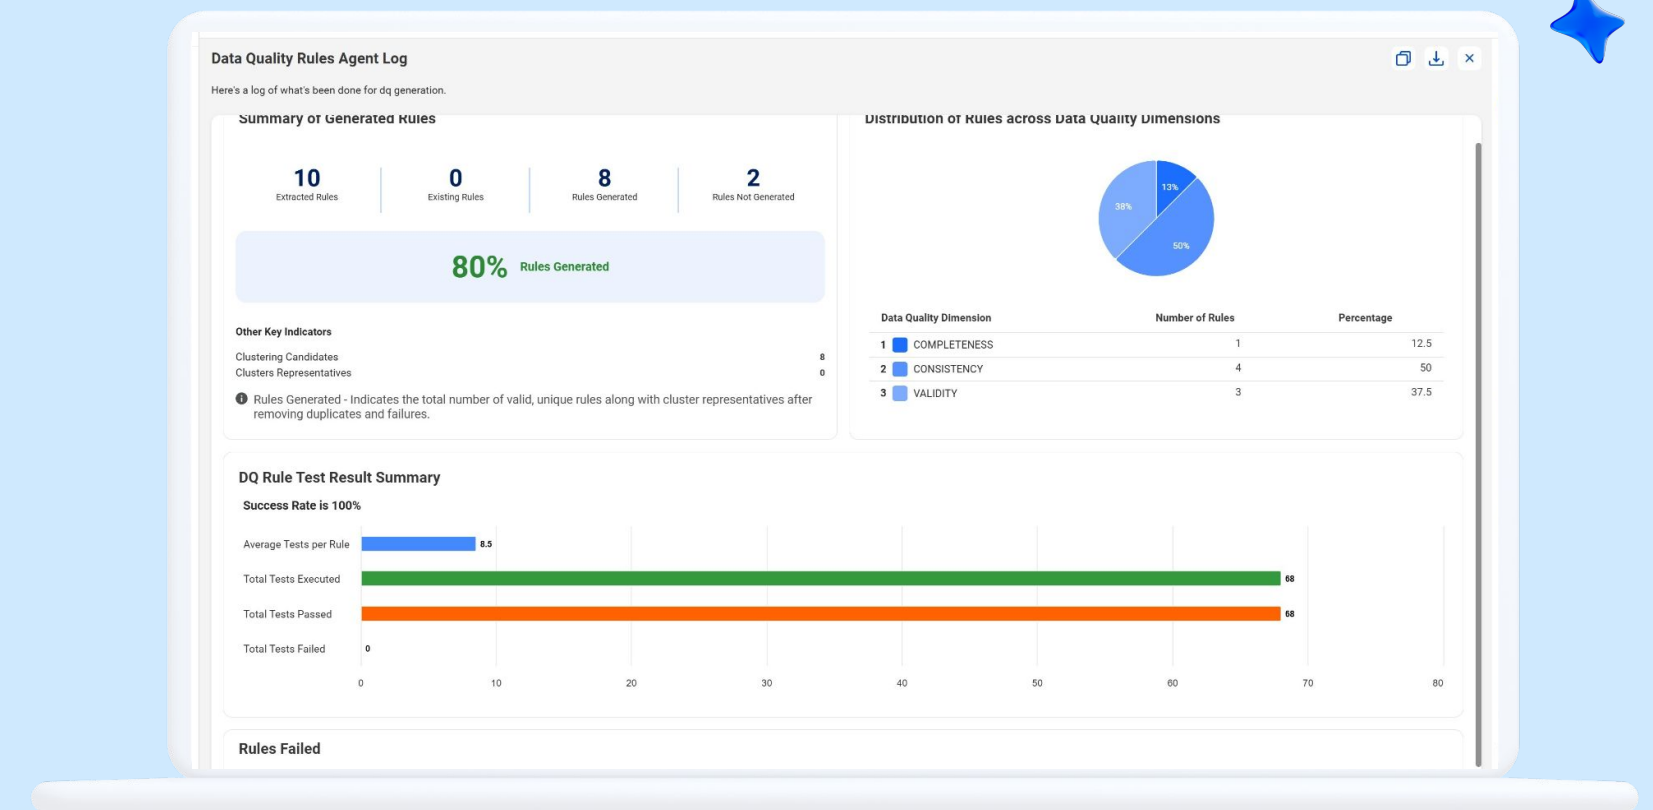 Data Quality Rules Agent Log
Here's a log of what's been done for dq generation.
Summary of Generated Rules
10
Extracted Rules
0
Existing Rules
8
Rules Generated
2
Rules Not Generated
80% Rules Generated
Other Key Indicators
Clustering Candidates 8
Clusters Representatives 0
Rules Generated - Indicates the total number of valid, unique rules along with cluster representatives after
removing duplicates and failures.
Distribution of Rules across Data Quality Dimensions
13%
38%
50%
Data Quality Dimension Number of Rules Percentage
1 COMPLETENESS 1 12.5
2 CONSISTENCY 4 50
3 VALIDITY 3 37.5
DQ Rule Test Result Summary
Success Rate is 100%
Average Tests per Rule 8.5
Total Tests Executed 68
Total Tests Passed 68
Total Tests Failed 0
0 10 20 30 40 50 60 70 80
Rules Failed